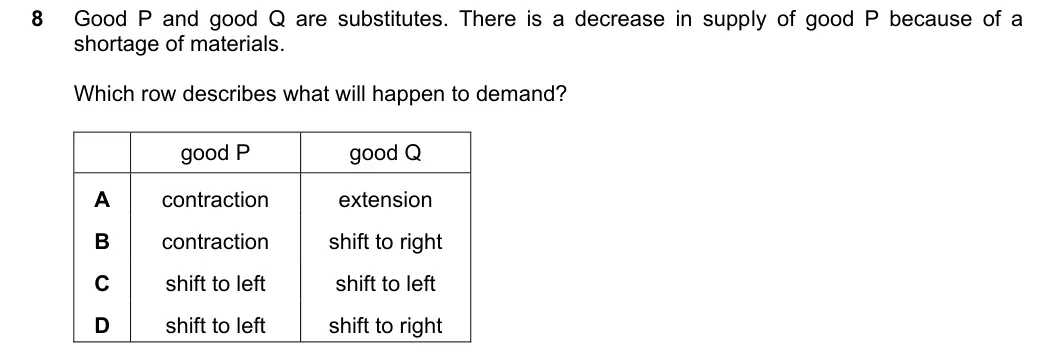 8 Good P and good Q are substitutes. There is a decrease in supply of good P because of a
shortage of materials.
Which row describes what will happen to demand?
good P good Q
A contraction extension
B contraction shift to right
C shift to left shift to left
D shift to left shift to right